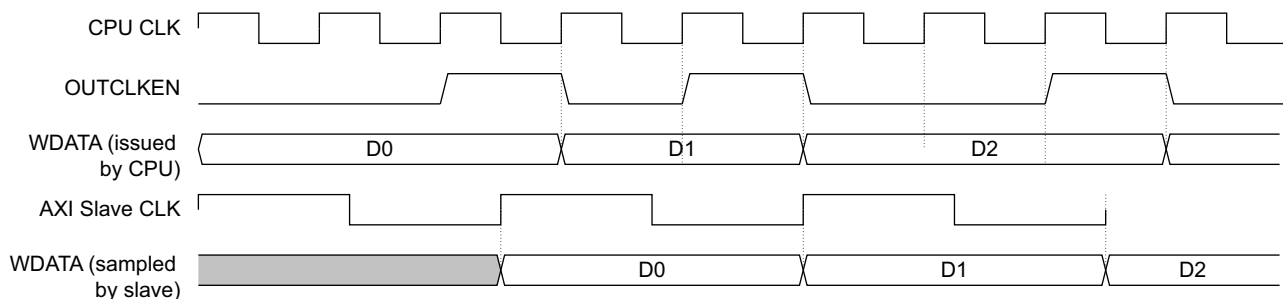 CPU CLK
OUTCLKEN
WDATA (issued
by CPU)
D0 D1 D2
AXI Slave CLK
WDATA (sampled
by slave)
D0 D1 D2